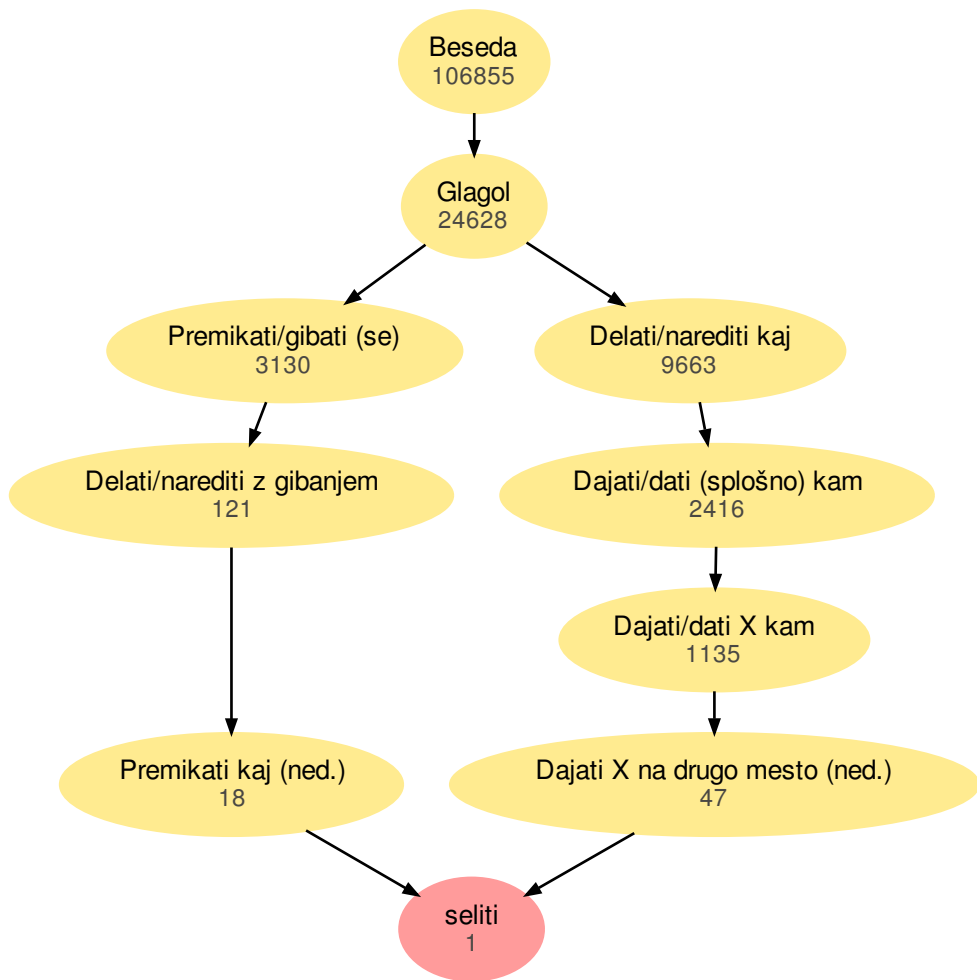 Beseda
106855
Glagol
24628
Premikati/gibati (se)
3130
Delati/narediti kaj
9663
Delati/narediti z gibanjem
121
Dajati/dati (splošno) kam
2416
Dajati/dati X kam
1135
Premikati kaj (ned.)
18
Dajati X na drugo mesto (ned.)
47
seliti
1